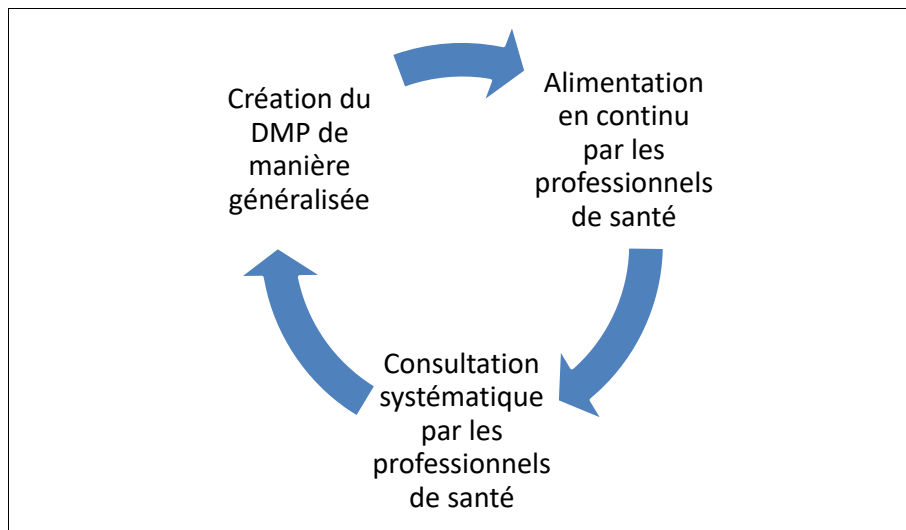 Création du
DMP de
manière
généralisée
Alimentation
en continu
par les
professionnels
de santé
Consultation
systématique
par les
professionnels
de santé